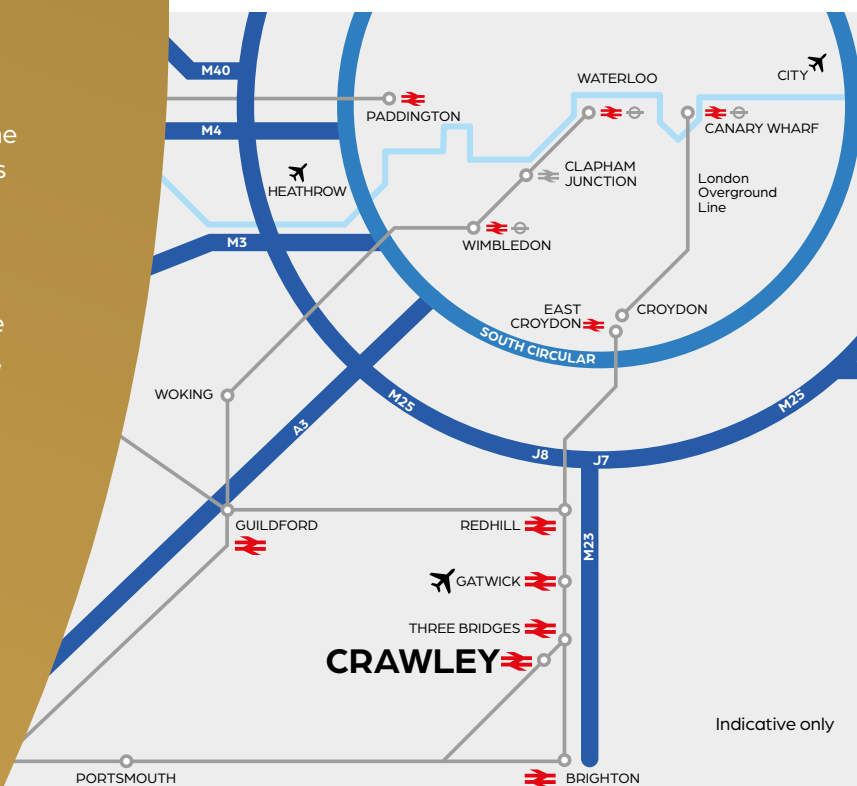 ne
s
e
M40
M4
PADDINGTON
WATERLOO
CITY
CANARY WHARF
HEATHROW
CLAPHAM
JUNCTION
London
Overground
Line
M3
WIMBLEDON
EAST
CROYDON
CROYDON
SOUTH CIRCULAR
WOKING
M25
M25
A3
J8
J7
GUILDFORD
REDHILL
M23
GATWICK
THREE BRIDGES
CRAWLEY
Indicative only
PORTSMOUTH
BRIGHTON